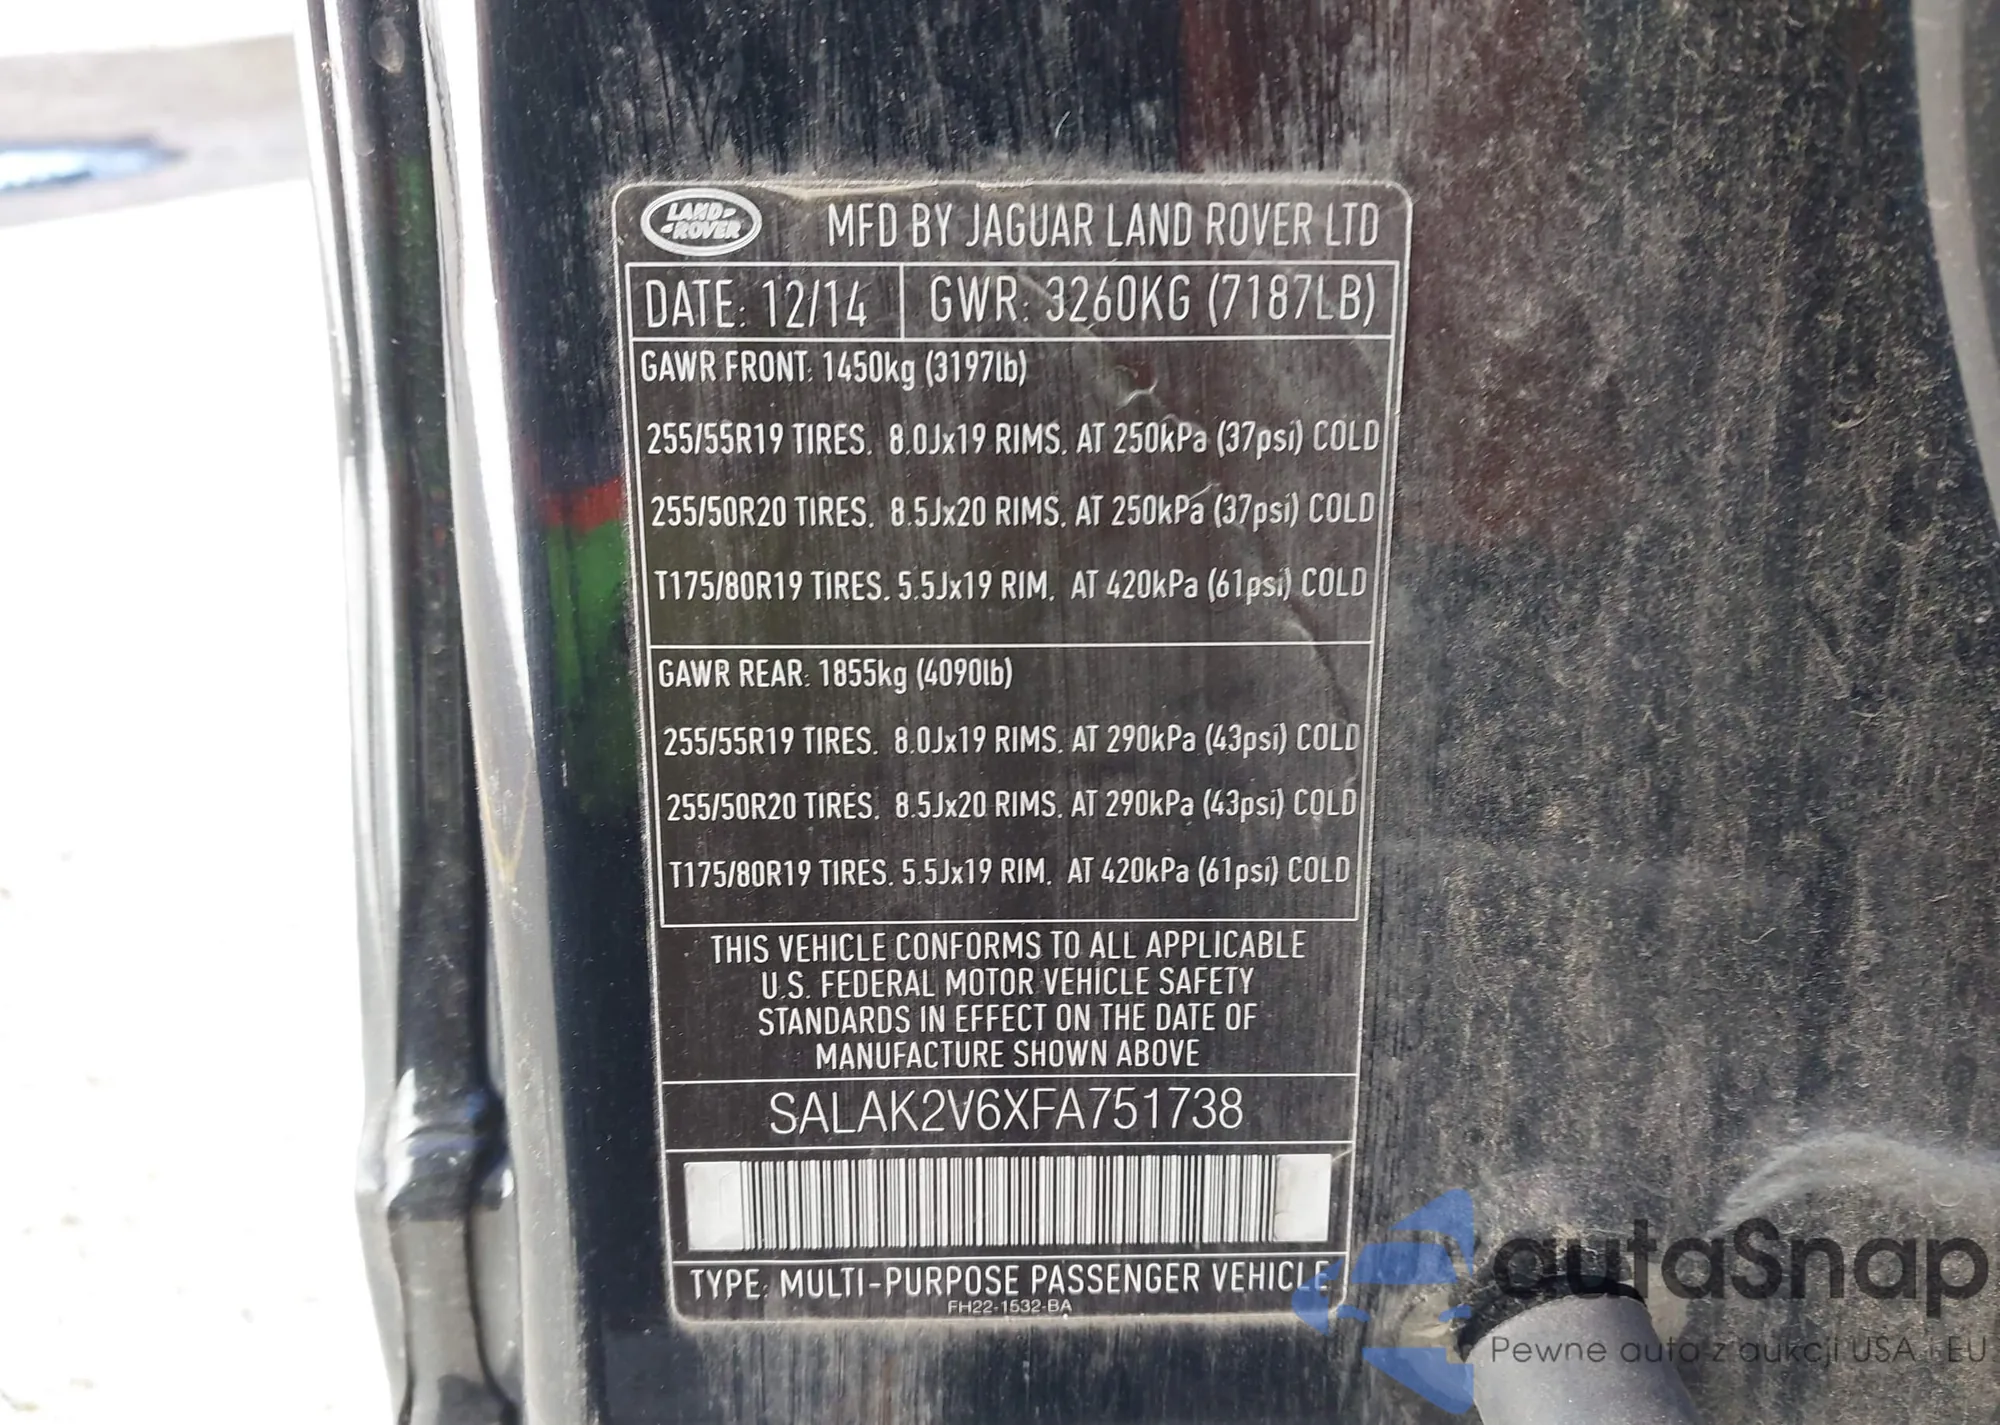 LAND-
-ROVER
MFD BY JAGUAR LAND ROVER LTD
DATE: 12/14 GWR: 3260KG (7187LB)
GAWR FRONT: 1450kg (3197lb)
255/55R19 TIRES. 8.0Jx19 RIMS. AT 250kPa (37psi) COLD
255/50R20 TIRES. 8.5Jx20 RIMS. AT 250kPa (37psi) COLD
T175/80R19 TIRES. 5.5Jx19 RIM. AT 420kPa (61psi) COLD
GAWR REAR: 1855kg (4090lb)
255/55R19 TIRES. 8.0Jx19 RIMS. AT 290kPa (43psi) COLD
255/50R20 TIRES. 8.5Jx20 RIMS. AT 290kPa (43psi) COLD
T175/80R19 TIRES. 5.5Jx19 RIM. AT 420kPa (61psi) COLD
THIS VEHICLE CONFORMS TO ALL APPLICABLE
U.S. FEDERAL MOTOR VEHICLE SAFETY
STANDARDS IN EFFECT ON THE DATE OF
MANUFACTURE SHOWN ABOVE
SALAK2V6XFA751738
TYPE: MULTI-PURPOSE PASSENGER VEHICLE
FH22-1532-BA
autaSnap
Pewne auta z aukcji USA i EU